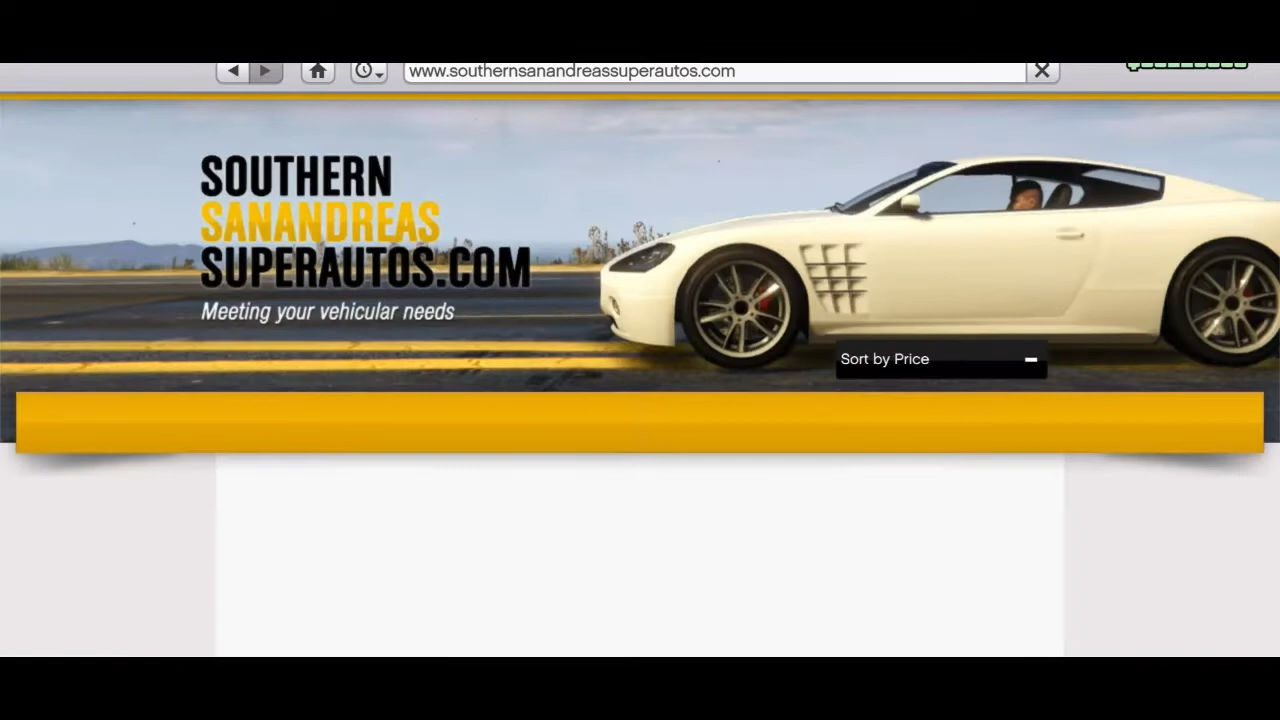 www.southernsanandreassuperautos.com
SOUTHERN
SANANDREAS
SUPERAUTOS.COM
Meeting your vehicular needs
Sort by Price